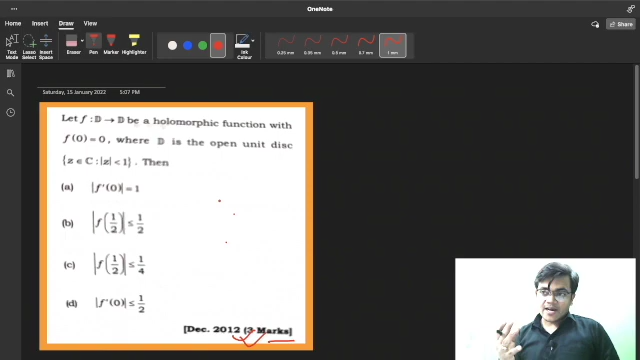 OneNote
Home Insert Draw View
Text Mode
Lasso Select
Insert Space
Eraser
Pen
Marker
Highlighter
Ink Colour
0.25 mm
0.35 mm
0.5 mm
0.7 mm
1 mm
Share
Saturday, 15 January 2022 5:07 PM
Let f : 𝔻 → 𝔻 be a holomorphic function with
f(0) = 0, where 𝔻 is the open unit disc
{z ∈ C : |z| < 1}. Then
(a) |f'(0)| = 1
(b) |f(1/2)| ≤ 1/2
(c) |f(1/2)| ≤ 1/4
(d) |f'(0)| ≤ 1/2
[Dec. 2012 (3 Marks]